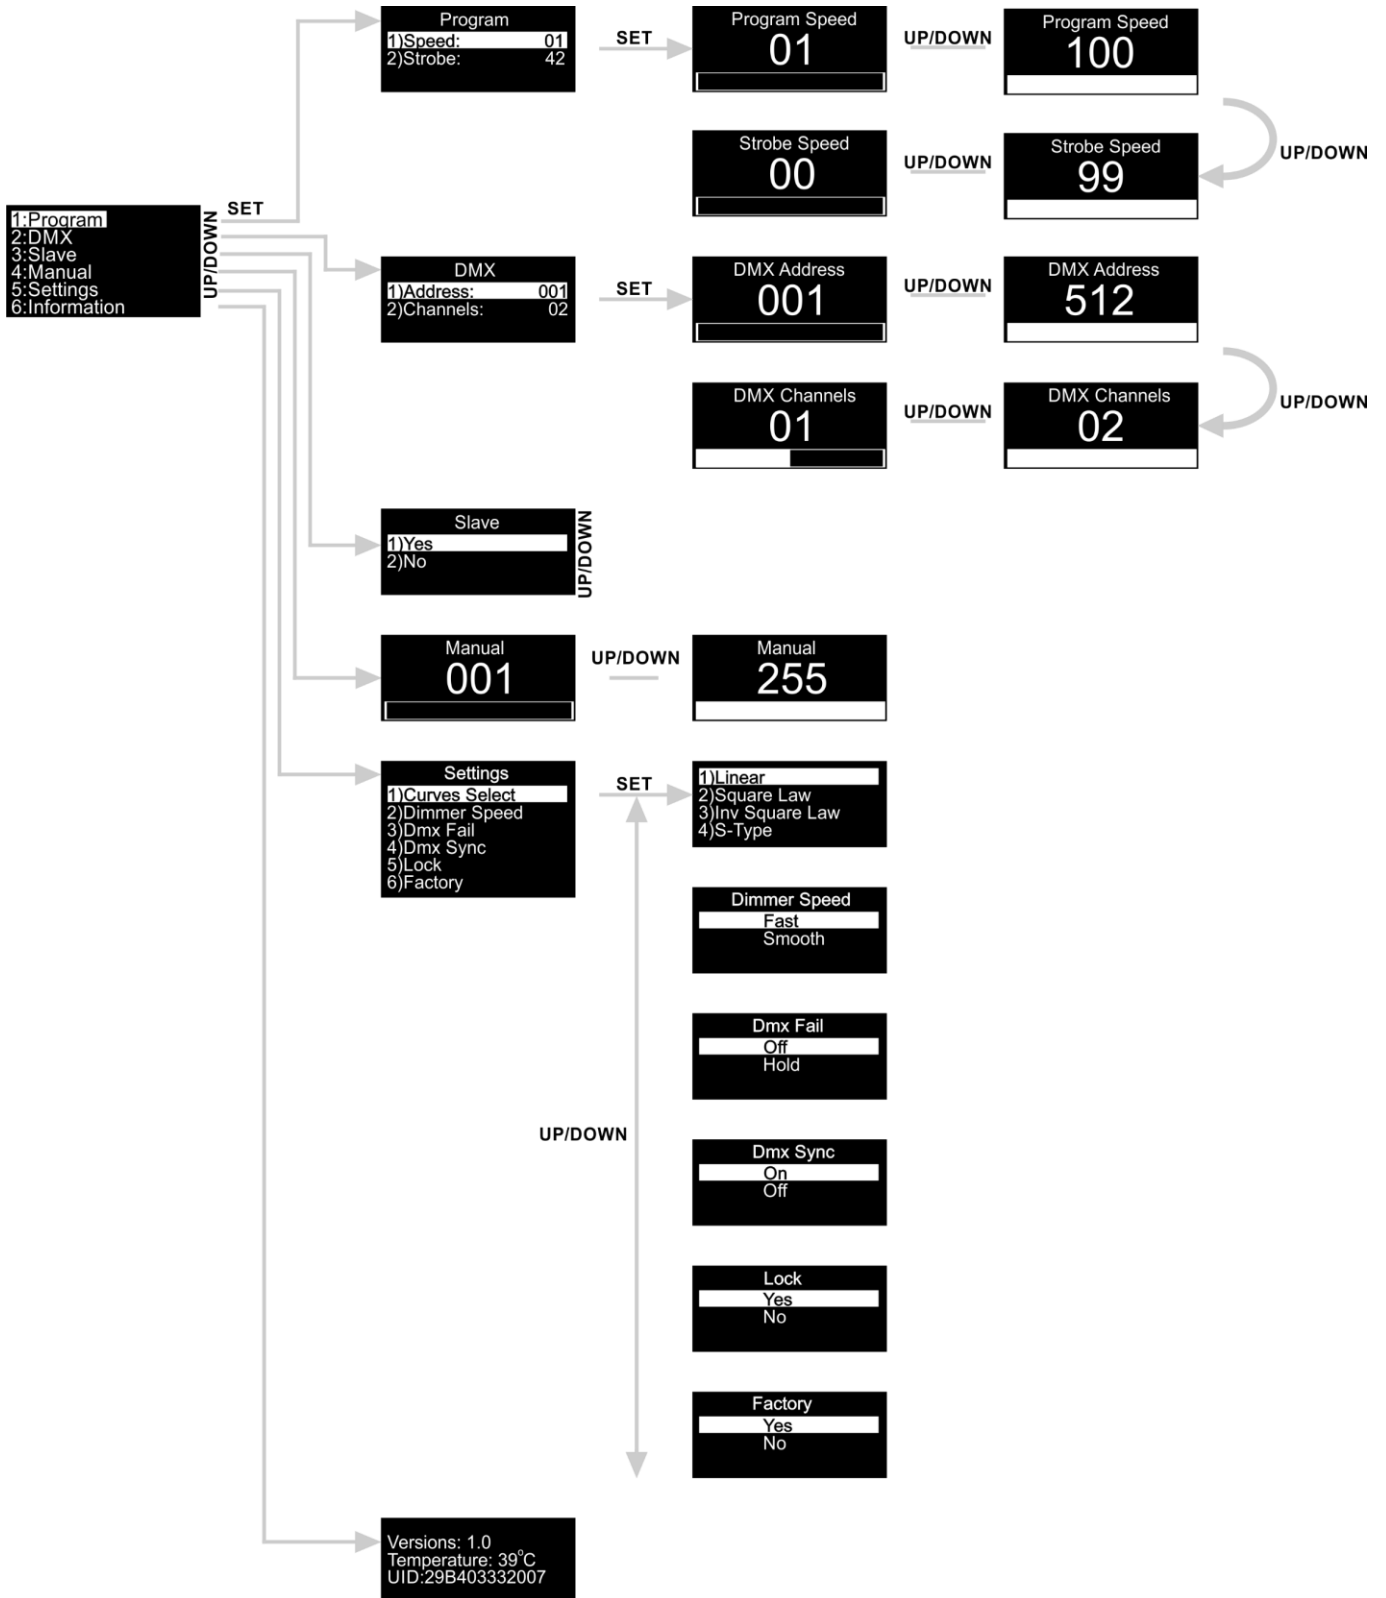 1:Program
2:DMX
3:Slave
4:Manual
5:Settings
6:Information
UP/DOWN
SET
Program
1)Speed: 01
2)Strobe: 42
SET
Program Speed
01
UP/DOWN
Program Speed
100
UP/DOWN
Strobe Speed
00
UP/DOWN
Strobe Speed
99
DMX
1)Address: 001
2)Channels: 02
SET
DMX Address
001
UP/DOWN
DMX Address
512
UP/DOWN
DMX Channels
01
UP/DOWN
DMX Channels
02
Slave
1)Yes
2)No
UP/DOWN
Manual
001
UP/DOWN
Manual
255
Settings
1)Curves Select
2)Dimmer Speed
3)Dmx Fail
4)Dmx Sync
5)Lock
6)Factory
SET
1)Linear
2)Square Law
3)Inv Square Law
4)S-Type
Dimmer Speed
Fast
Smooth
Dmx Fail
Off
Hold
UP/DOWN
Dmx Sync
On
Off
Lock
Yes
No
Factory
Yes
No
Versions: 1.0
Temperature: 39°C
UID:29B403332007